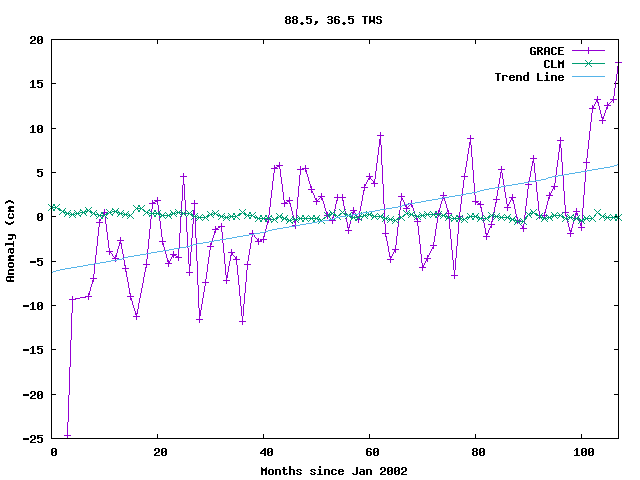 88.5, 36.5 TWS
GRACE
CLM
Trend Line
20
15
10
5
0
-5
-10
-15
-20
-25
Anomaly (cm)
0 20 40 60 80 100
Months since Jan 2002